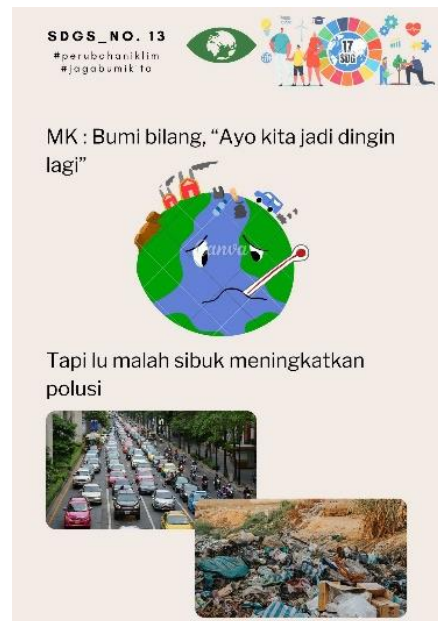 SDGS_NO. 13
#perubahaniklim
#jagabumikita
17
SDG
MK : Bumi bilang, “Ayo kita jadi dingin
lagi”
Canva
Tapi lu malah sibuk meningkatkan
polusi